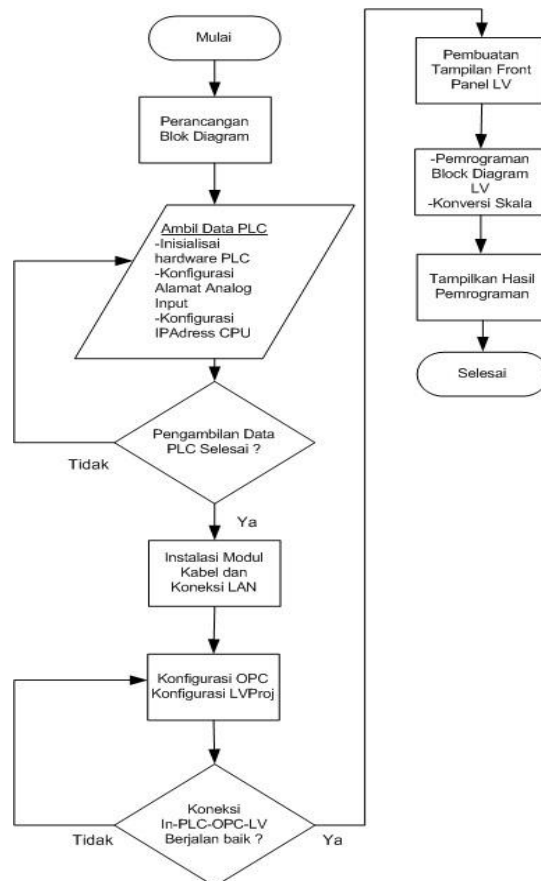 Mulai
Perancangan
Blok Diagram
Ambil Data PLC
-Inisialisai
hardware PLC
-Konfigurasi
Alamat Analog
Input
-Konfigurasi
IPAdress CPU
Pengambilan Data
PLC Selesai ?
Tidak
Ya
Instalasi Modul
Kabel dan
Koneksi LAN
Konfigurasi OPC
Konfigurasi LVProj
Koneksi
In-PLC-OPC-LV
Berjalan baik ?
Tidak
Ya
Pembuatan
Tampilan Front
Panel LV
-Pemrograman
Block Diagram
LV
-Konversi Skala
Tampilkan Hasil
Pemrograman
Selesai